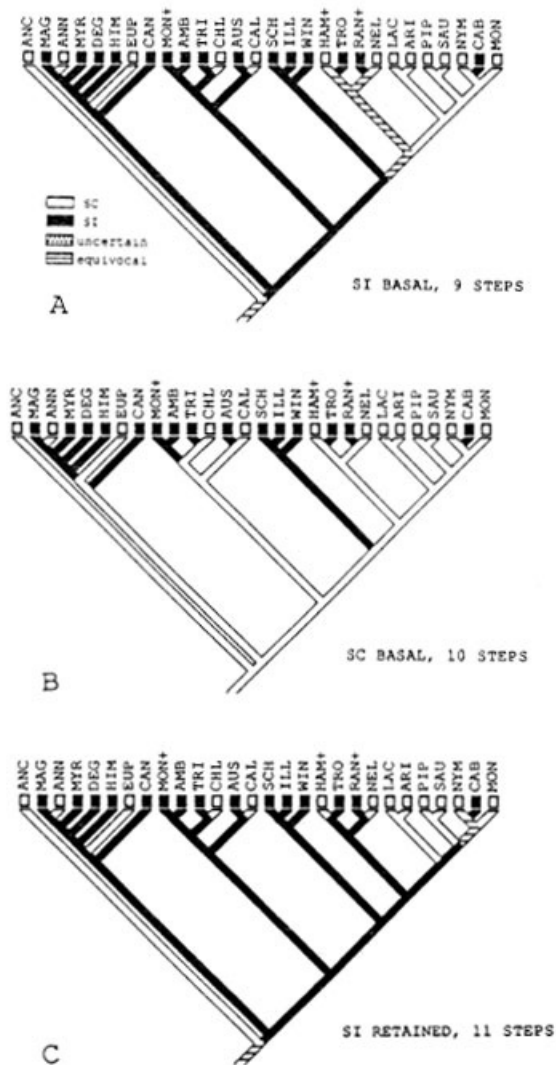 ANC MAG ANN MYR DEG HIM EUP CAN MON+ AMB TRI CHL AUS CAL SCH ILL WIN HAM+ TRO RAN+ NEL LAC ARI PIP SAU NYM CAB MON
SC
SI
uncertain
equivocal
A
SI BASAL, 9 STEPS
ANC MAG ANN MYR DEG HIM EUP CAN MON+ AMB TRI CHL AUS CAL SCH ILL WIN HAM+ TRO RAN+ NEL LAC ARI PIP SAU NYM CAB MON
B
SC BASAL, 10 STEPS
ANC MAG ANN MYR DEG HIM EUP CAN MON+ AMB TRI CHL AUS CAL SCH ILL WIN HAM+ TRO RAN+ NEL LAC ARI PIP SAU NYM CAB MON
C
SI RETAINED, 11 STEPS